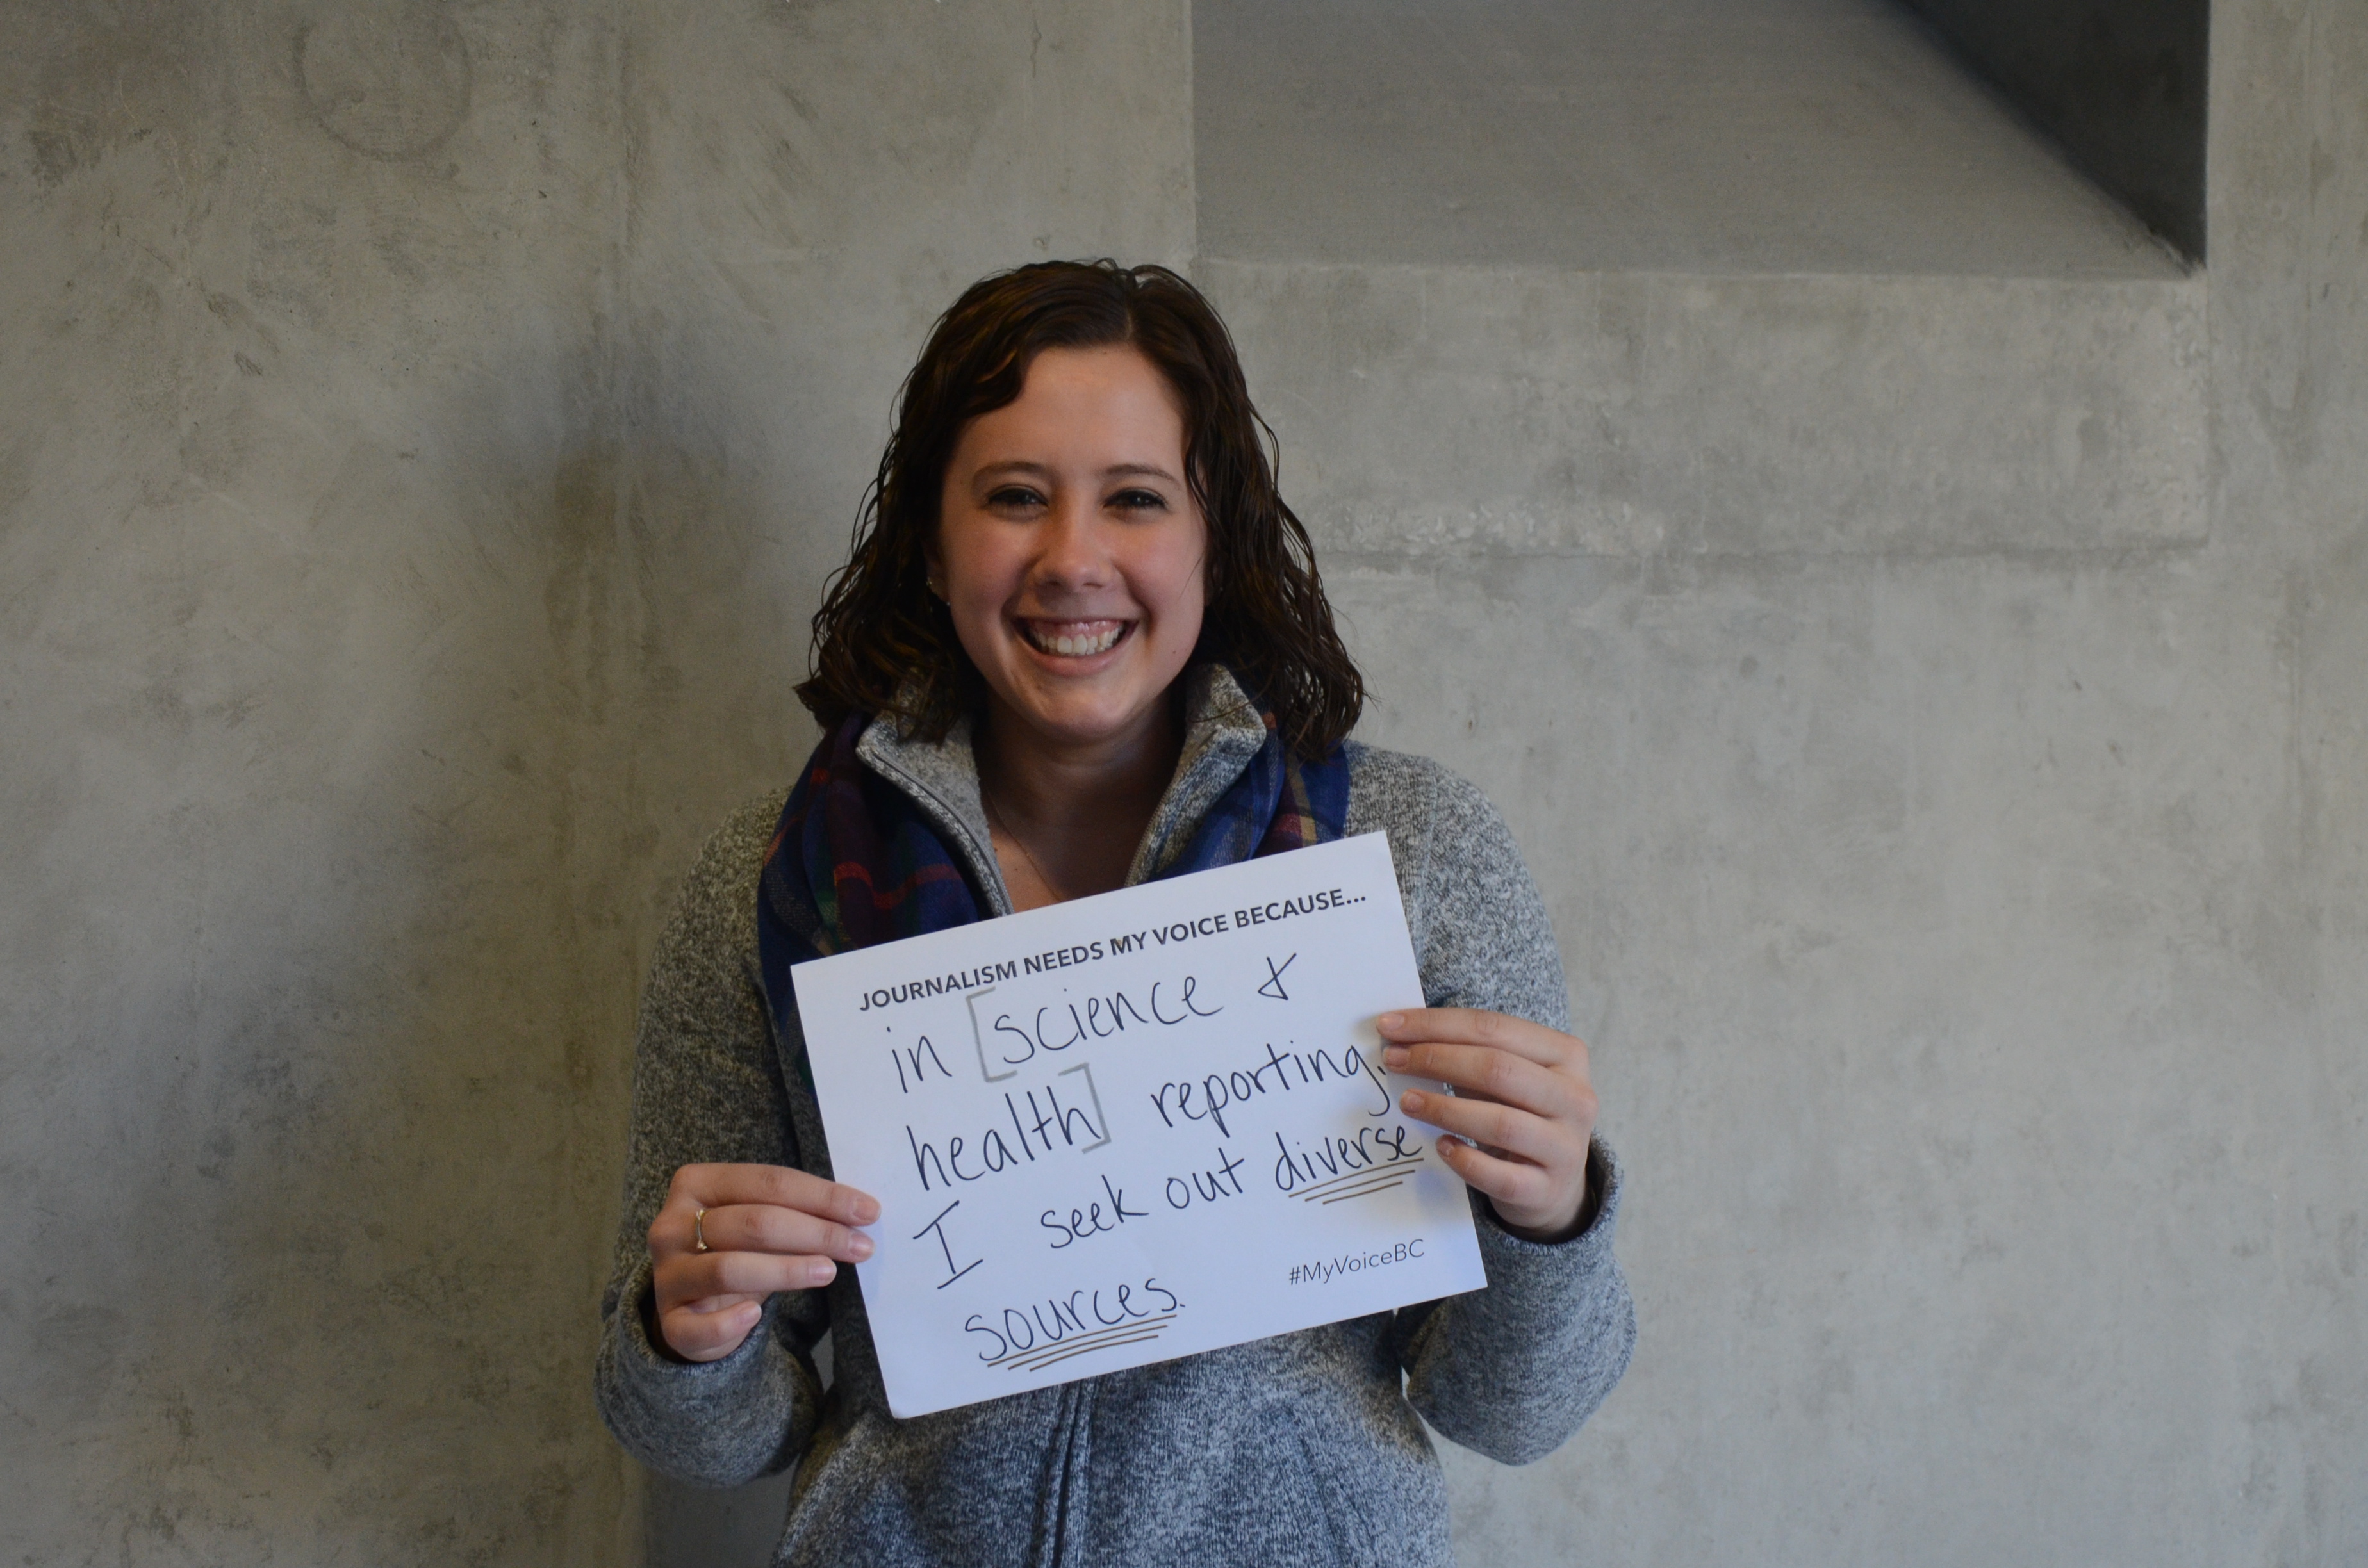 JOURNALISM NEEDS MY VOICE BECAUSE...
in [science &
health] reporting,
I seek out diverse
sources.
#MyVoiceBC